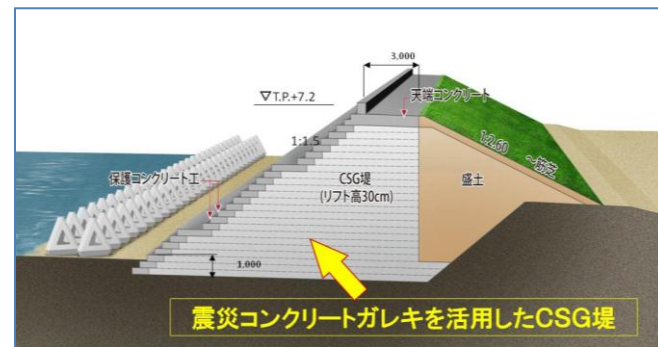 3,000
▽T.P.+7.2
天端コンクリート
1:1.5
1:2.60
～筋芝
保護コンクリート工
CSG堤
(リフト高30cm)
盛土
1,000
震災コンクリートガレキを活用したCSG堤